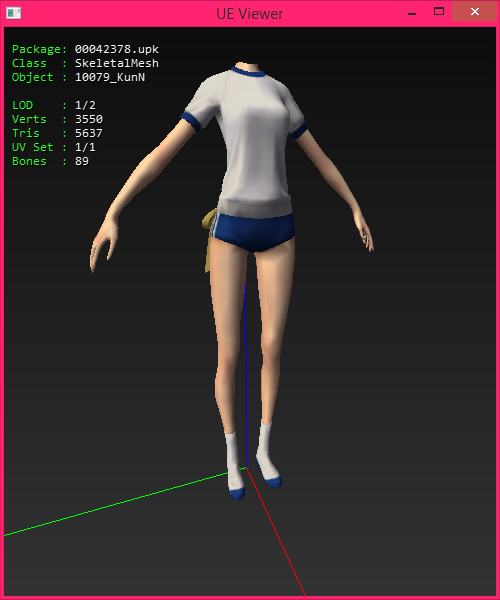 UE Viewer
Package: 00042378.upk
Class  : SkeletalMesh
Object : 10079_KunN
LOD    : 1/2
Verts  : 3550
Tris   : 5637
UV Set : 1/1
Bones  : 89